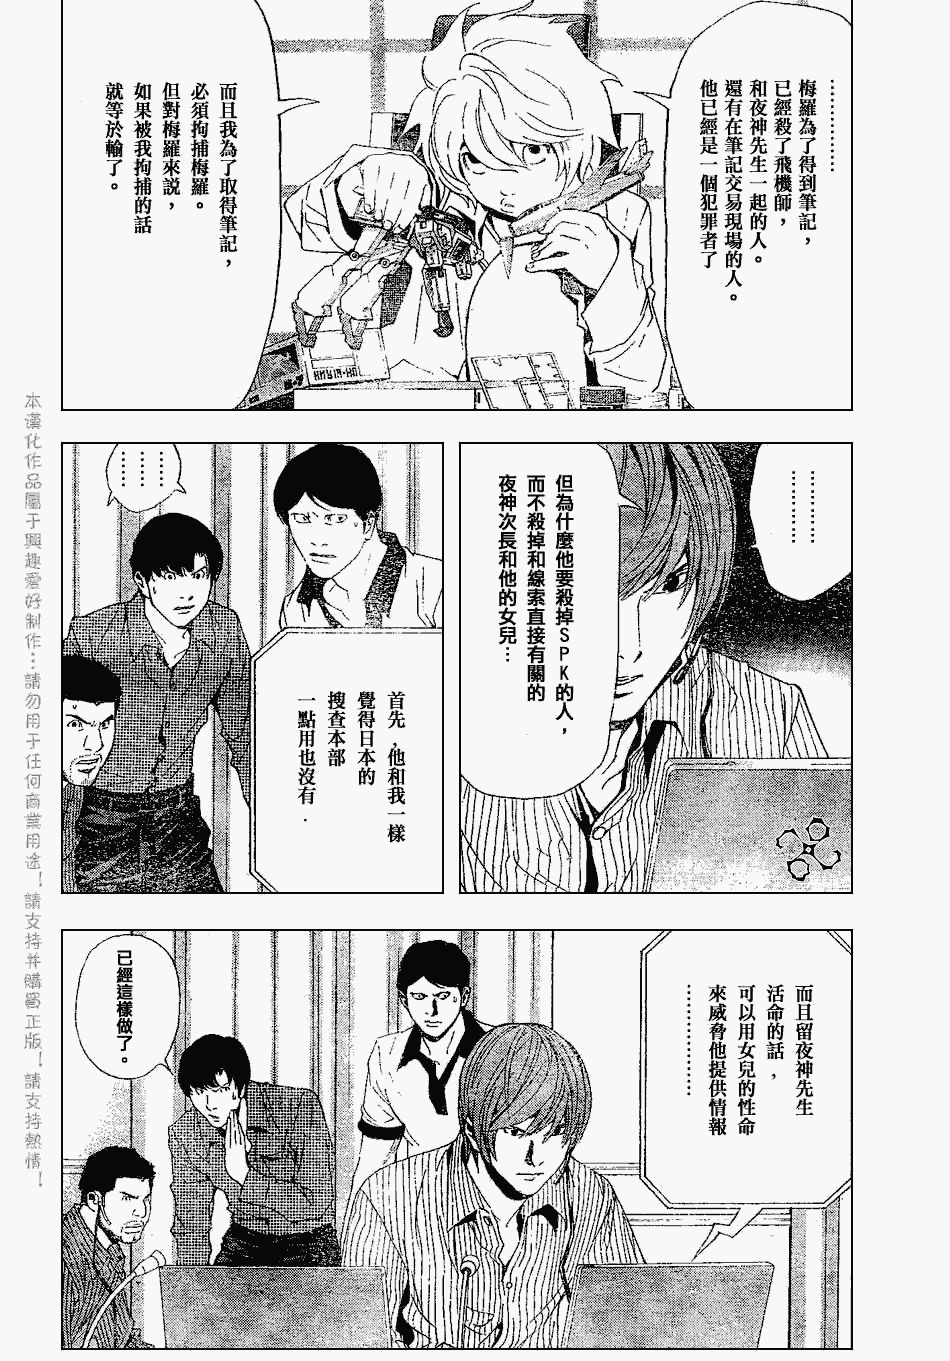 ………………
梅羅為了得到筆記，
已經殺了飛機師，
和夜神先生一起的人。
還有在筆記交易現場的人。
他已經是一個犯罪者了
而且我為了取得筆記，
必須拘捕梅羅。
但對梅羅來説，
如果被我拘捕的話
就等於輸了。
…………
…………
但為什麼他要殺掉SPK的人，
而不殺掉和線索直接有關的
夜神次長和他的女兒…
……
……
首先，他和我一樣
覺得日本的
搜查本部
一點用也沒有．
而且留夜神先生
活命的話，
可以用女兒的性命
來威脅他提供情報
………………
已經這樣做了。
本漢化作品屬于興趣愛好制作…請勿用于任何商業用途！請支持并購買正版！請支持熱情！